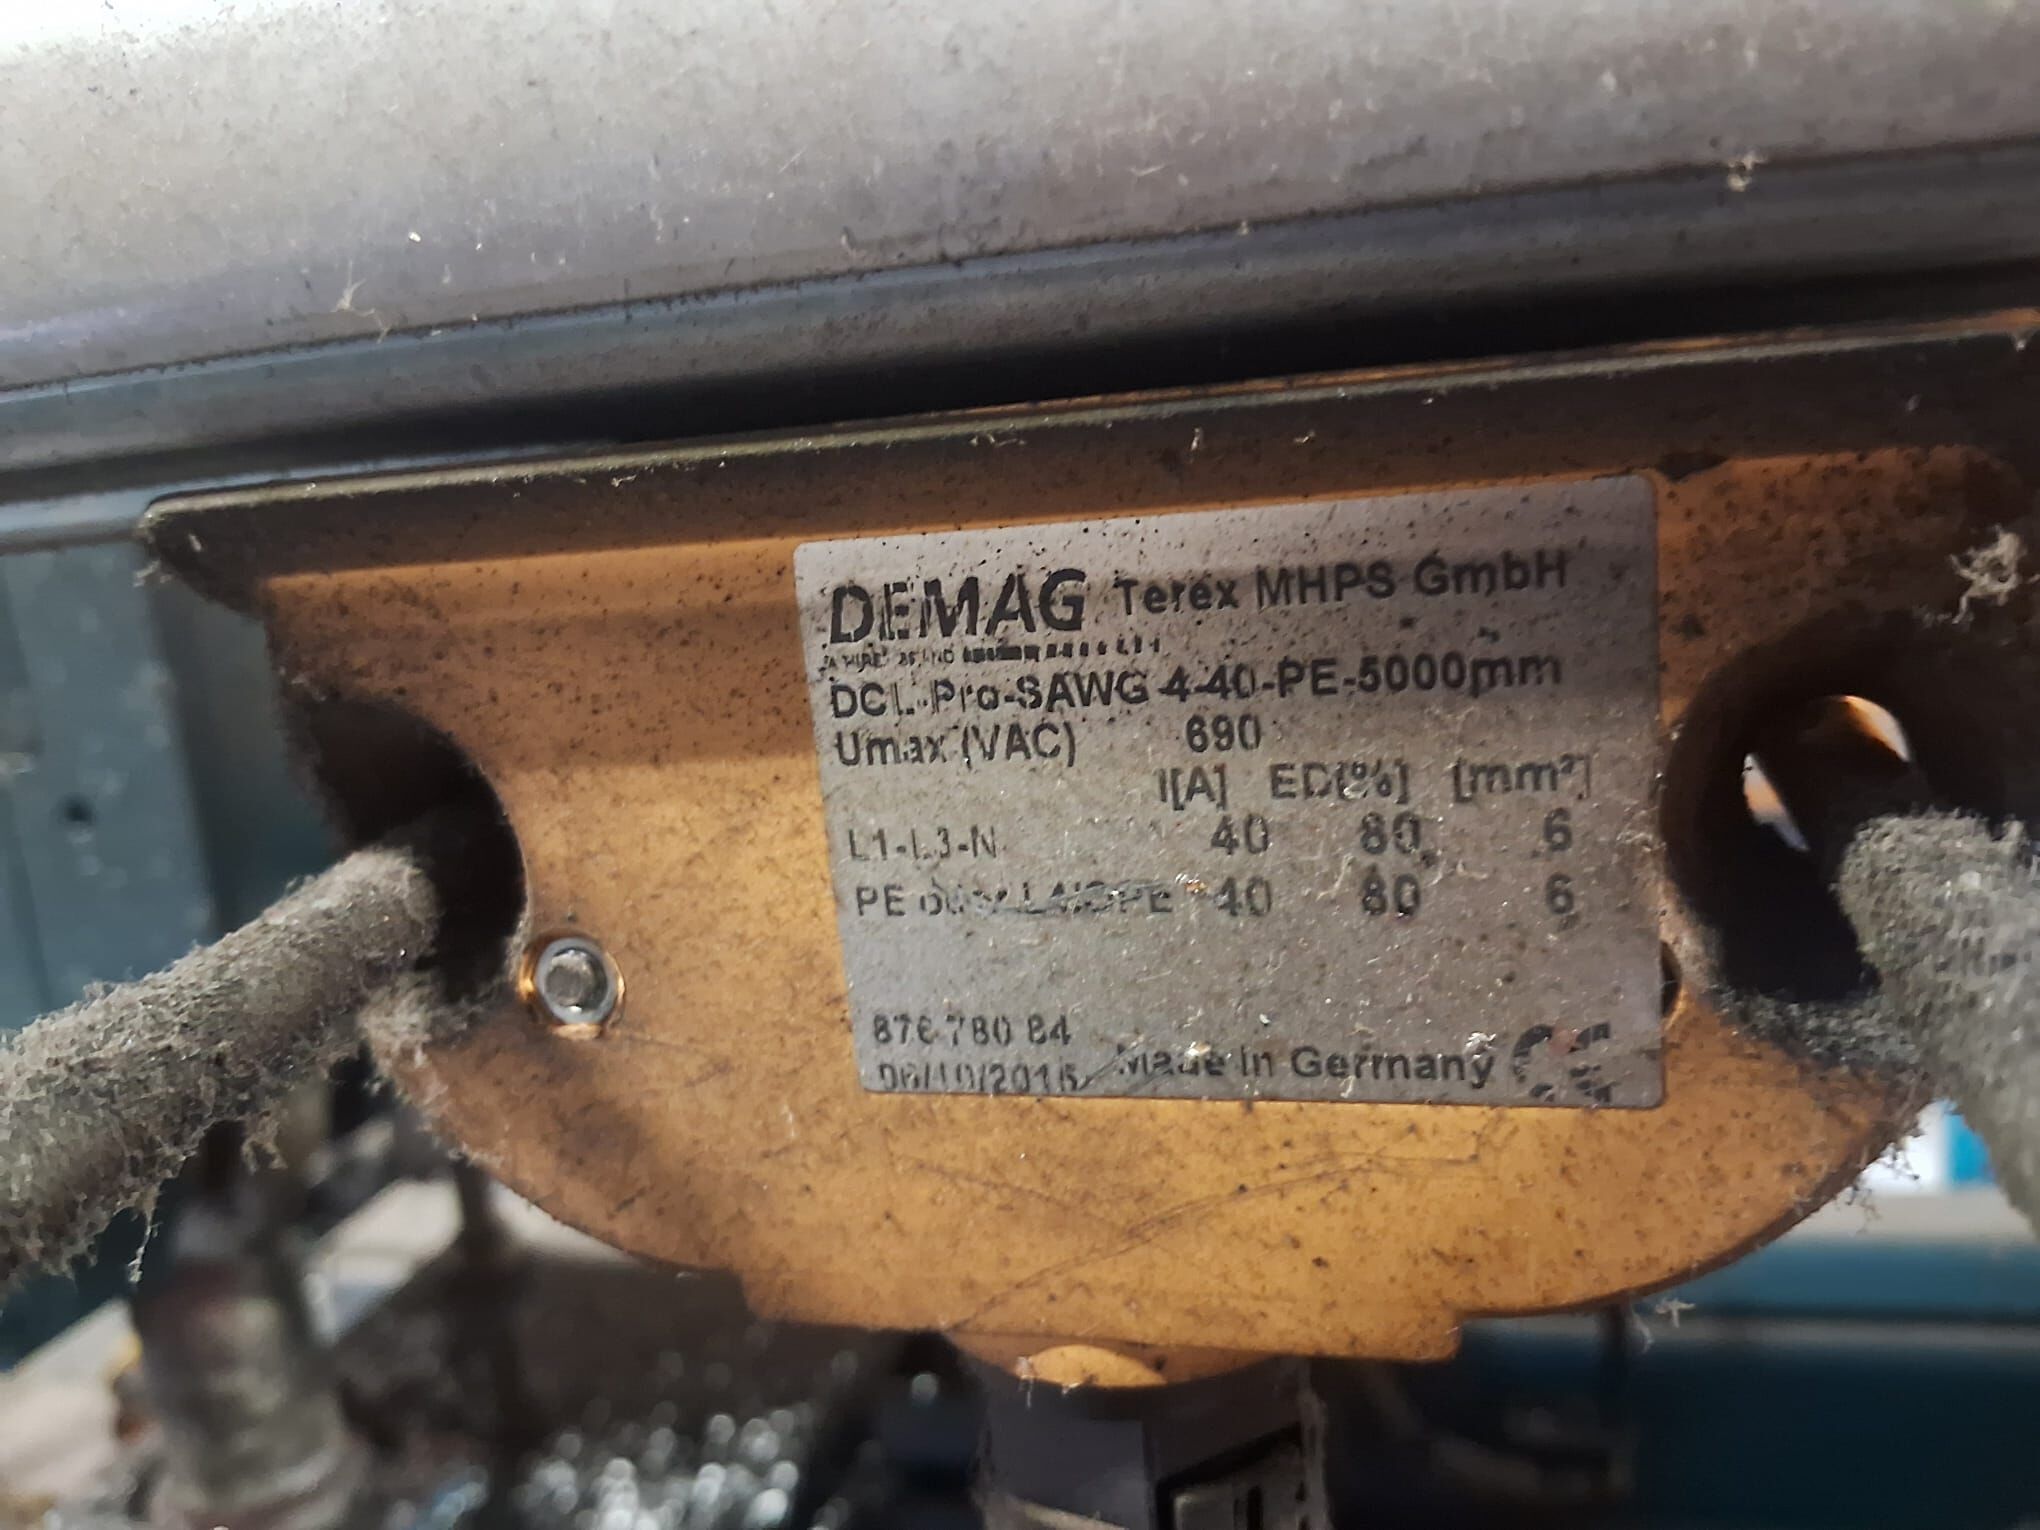 DEMAG Terex MHPS GmbH
DCL-Pro-SAWG 4-40-PE-5000mm
Umax (VAC) 690
I[A] ED[%] [mm²]
L1-L3-N 40 80 6
PE 40 80 6
780 84
Made in Germany CE